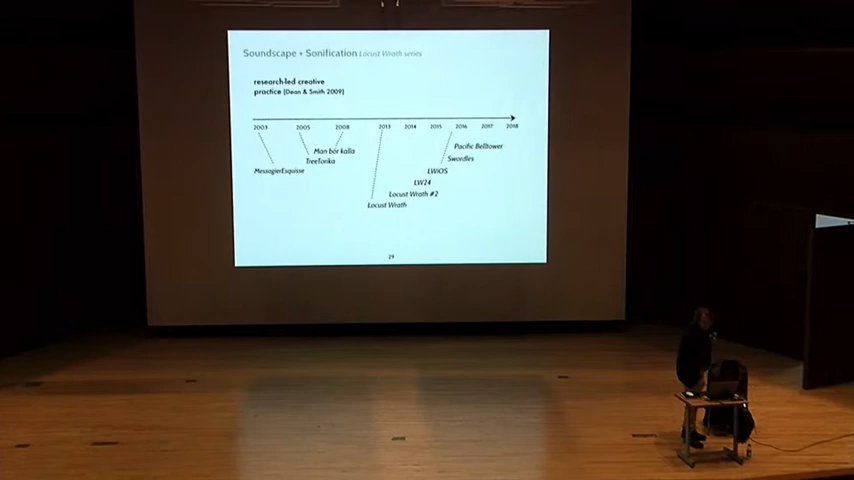 Soundscape + Sonification Locust Wrath series
research-led creative
practice (Dean & Smith 2009)
2003 2005 2008 2013 2014 2015 2016 2017 2018
Pacific Belltower
Man bör kalla
Swordles
TreeTorika
MessagierEsquisse
LWiOS
LW24
Locust Wrath #2
Locust Wrath
29